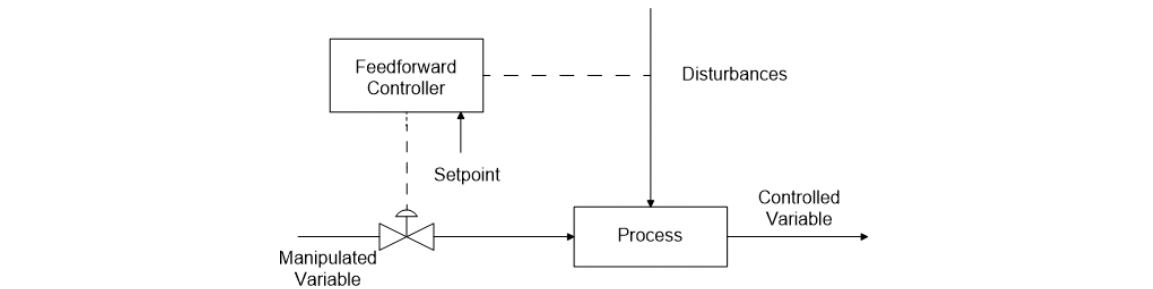 Feedforward
Controller
Disturbances
Setpoint
Controlled
Variable
Process
Manipulated
Variable